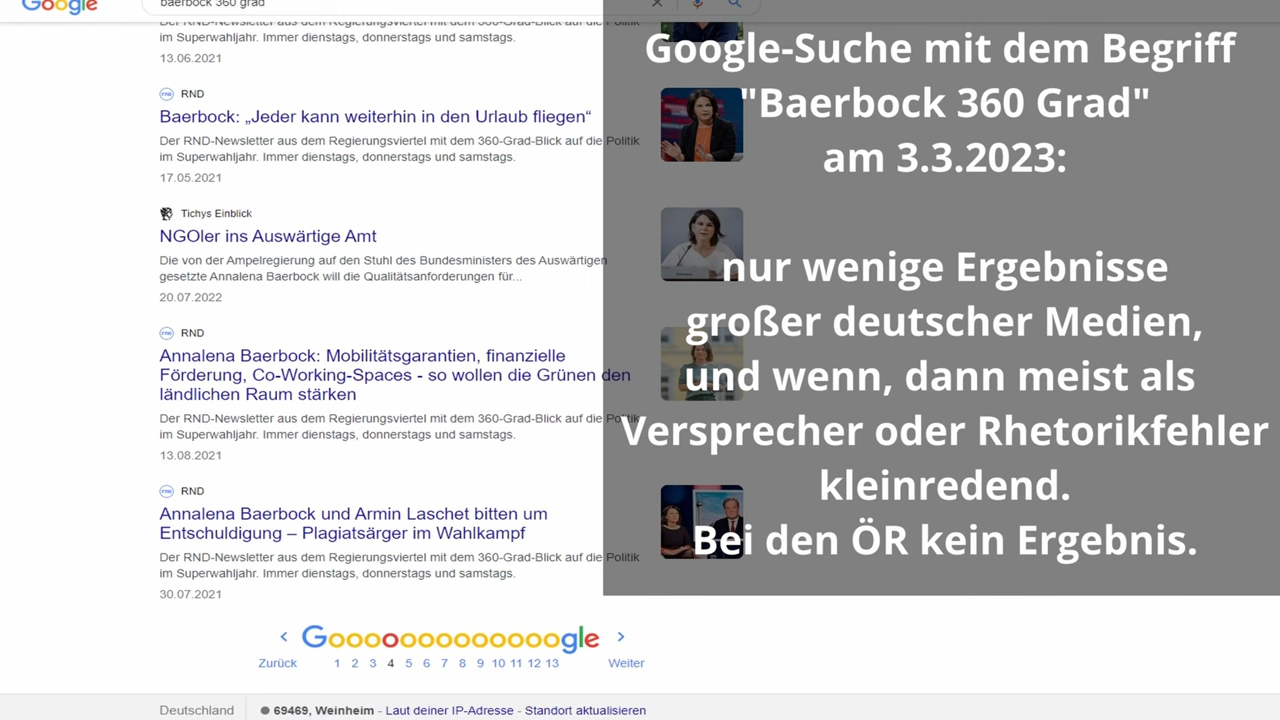 Google
baerbock 360 grad
Der RND-Newsletter aus dem Regierungsviertel mit dem 360-Grad-Blick auf die Politik
im Superwahljahr. Immer dienstags, donnerstags und samstags.
13.06.2021
RND
Baerbock: „Jeder kann weiterhin in den Urlaub fliegen“
Der RND-Newsletter aus dem Regierungsviertel mit dem 360-Grad-Blick auf die Politik
im Superwahljahr. Immer dienstags, donnerstags und samstags.
17.05.2021
Tichys Einblick
NGOler ins Auswärtige Amt
Die von der Ampelregierung auf den Stuhl des Bundesministers des Auswärtigen
gesetzte Annalena Baerbock will die Qualitätsanforderungen für...
20.07.2022
RND
Annalena Baerbock: Mobilitätsgarantien, finanzielle
Förderung, Co-Working-Spaces - so wollen die Grünen den
ländlichen Raum stärken
Der RND-Newsletter aus dem Regierungsviertel mit dem 360-Grad-Blick auf die Politik
im Superwahljahr. Immer dienstags, donnerstags und samstags.
13.08.2021
RND
Annalena Baerbock und Armin Laschet bitten um
Entschuldigung – Plagiatsärger im Wahlkampf
Der RND-Newsletter aus dem Regierungsviertel mit dem 360-Grad-Blick auf die Politik
im Superwahljahr. Immer dienstags, donnerstags und samstags.
30.07.2021
Google-Suche mit dem Begriff
"Baerbock 360 Grad"
am 3.3.2023:
nur wenige Ergebnisse
großer deutscher Medien,
und wenn, dann meist als
Versprecher oder Rhetorikfehler
kleinredend.
Bei den ÖR kein Ergebnis.
< Goooooooooooooogle >
Zurück 1 2 3 4 5 6 7 8 9 10 11 12 13 Weiter
Deutschland 69469, Weinheim - Laut deiner IP-Adresse - Standort aktualisieren